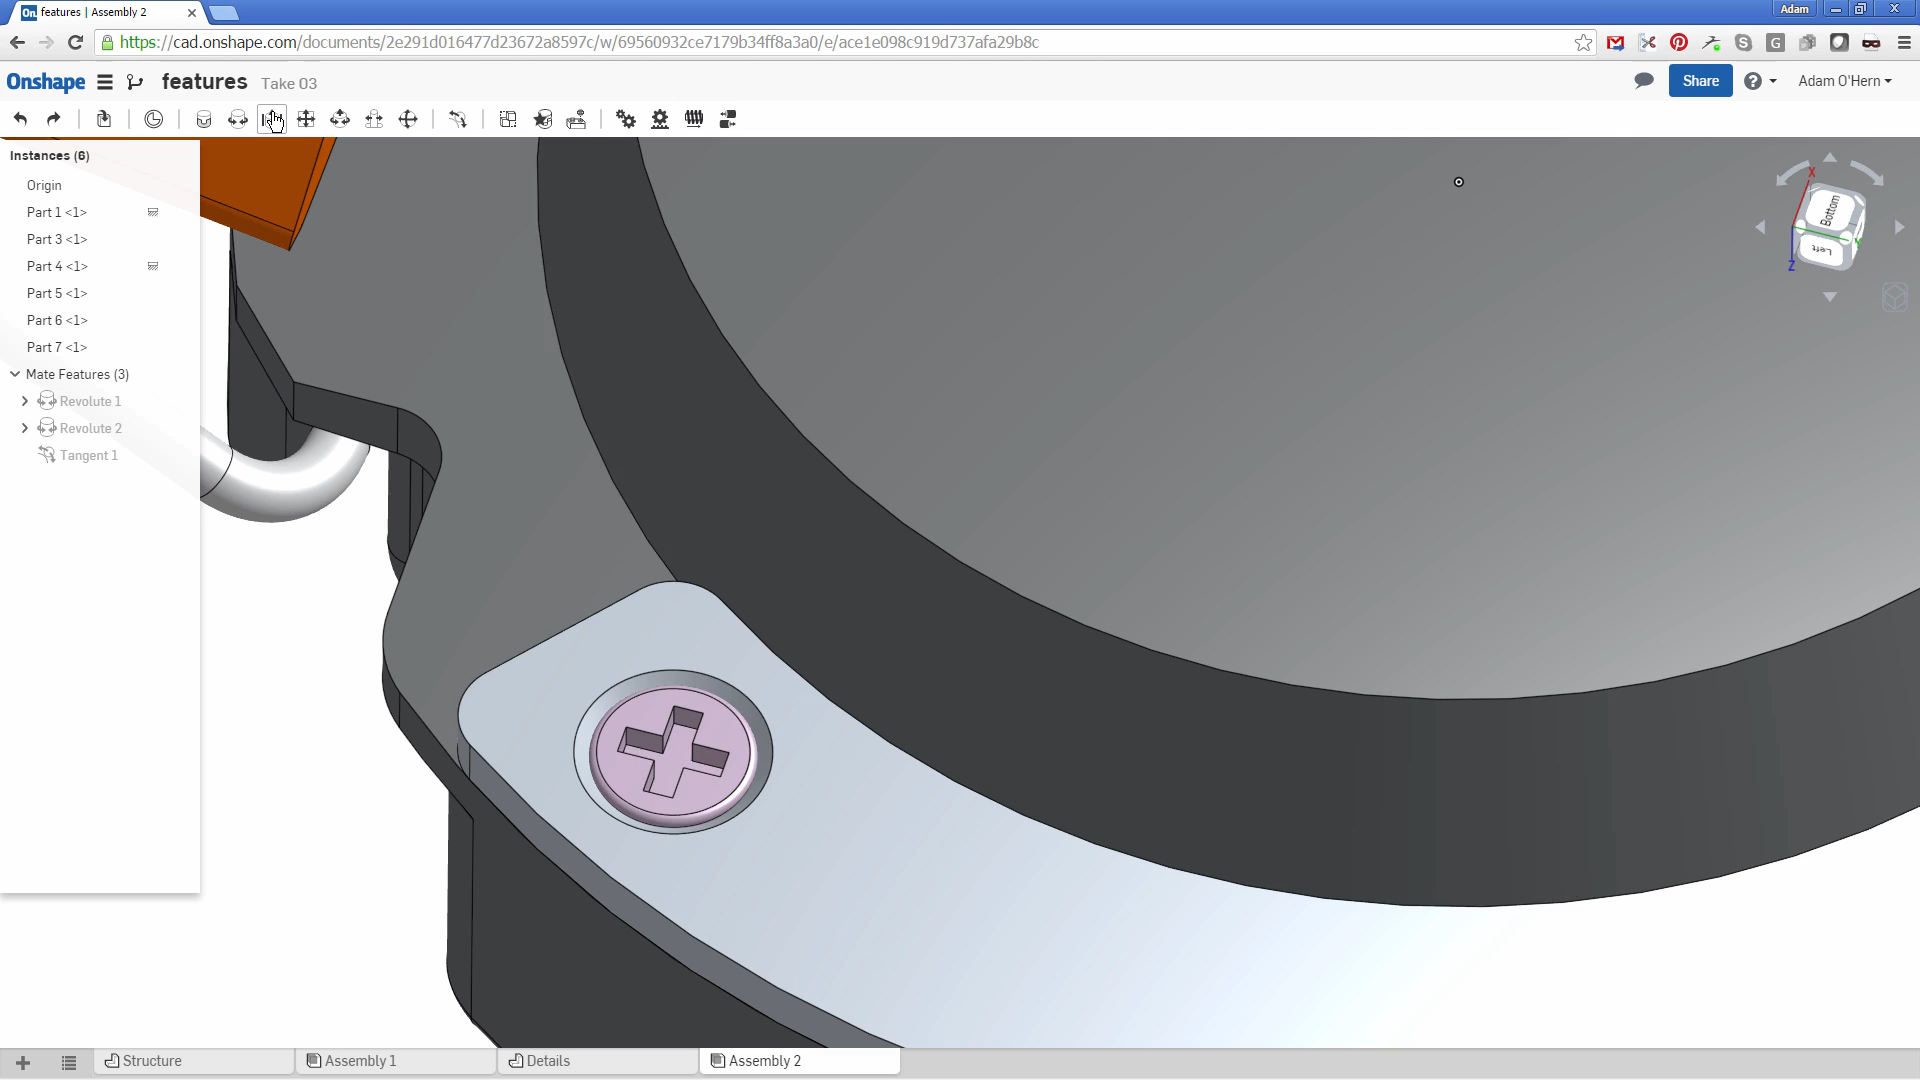 features | Assembly 2
Adam
https://cad.onshape.com/documents/2e291d016477d23672a8597c/w/69560932ce7179b34ff8a3a0/e/ace1e098c919d737afa29b8c
Onshape features Take 03
Share
Adam O'Hern
Instances (6)
Origin
Part 1 <1>
Part 3 <1>
Part 4 <1>
Part 5 <1>
Part 6 <1>
Part 7 <1>
Mate Features (3)
Revolute 1
Revolute 2
Tangent 1
X
Bottom
Y
Left
Z
Structure
Assembly 1
Details
Assembly 2